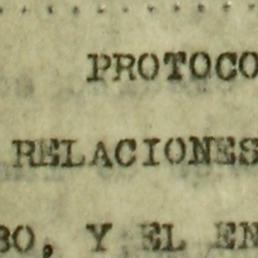 PROTOCO
RELACIONES
BO, Y EL EN